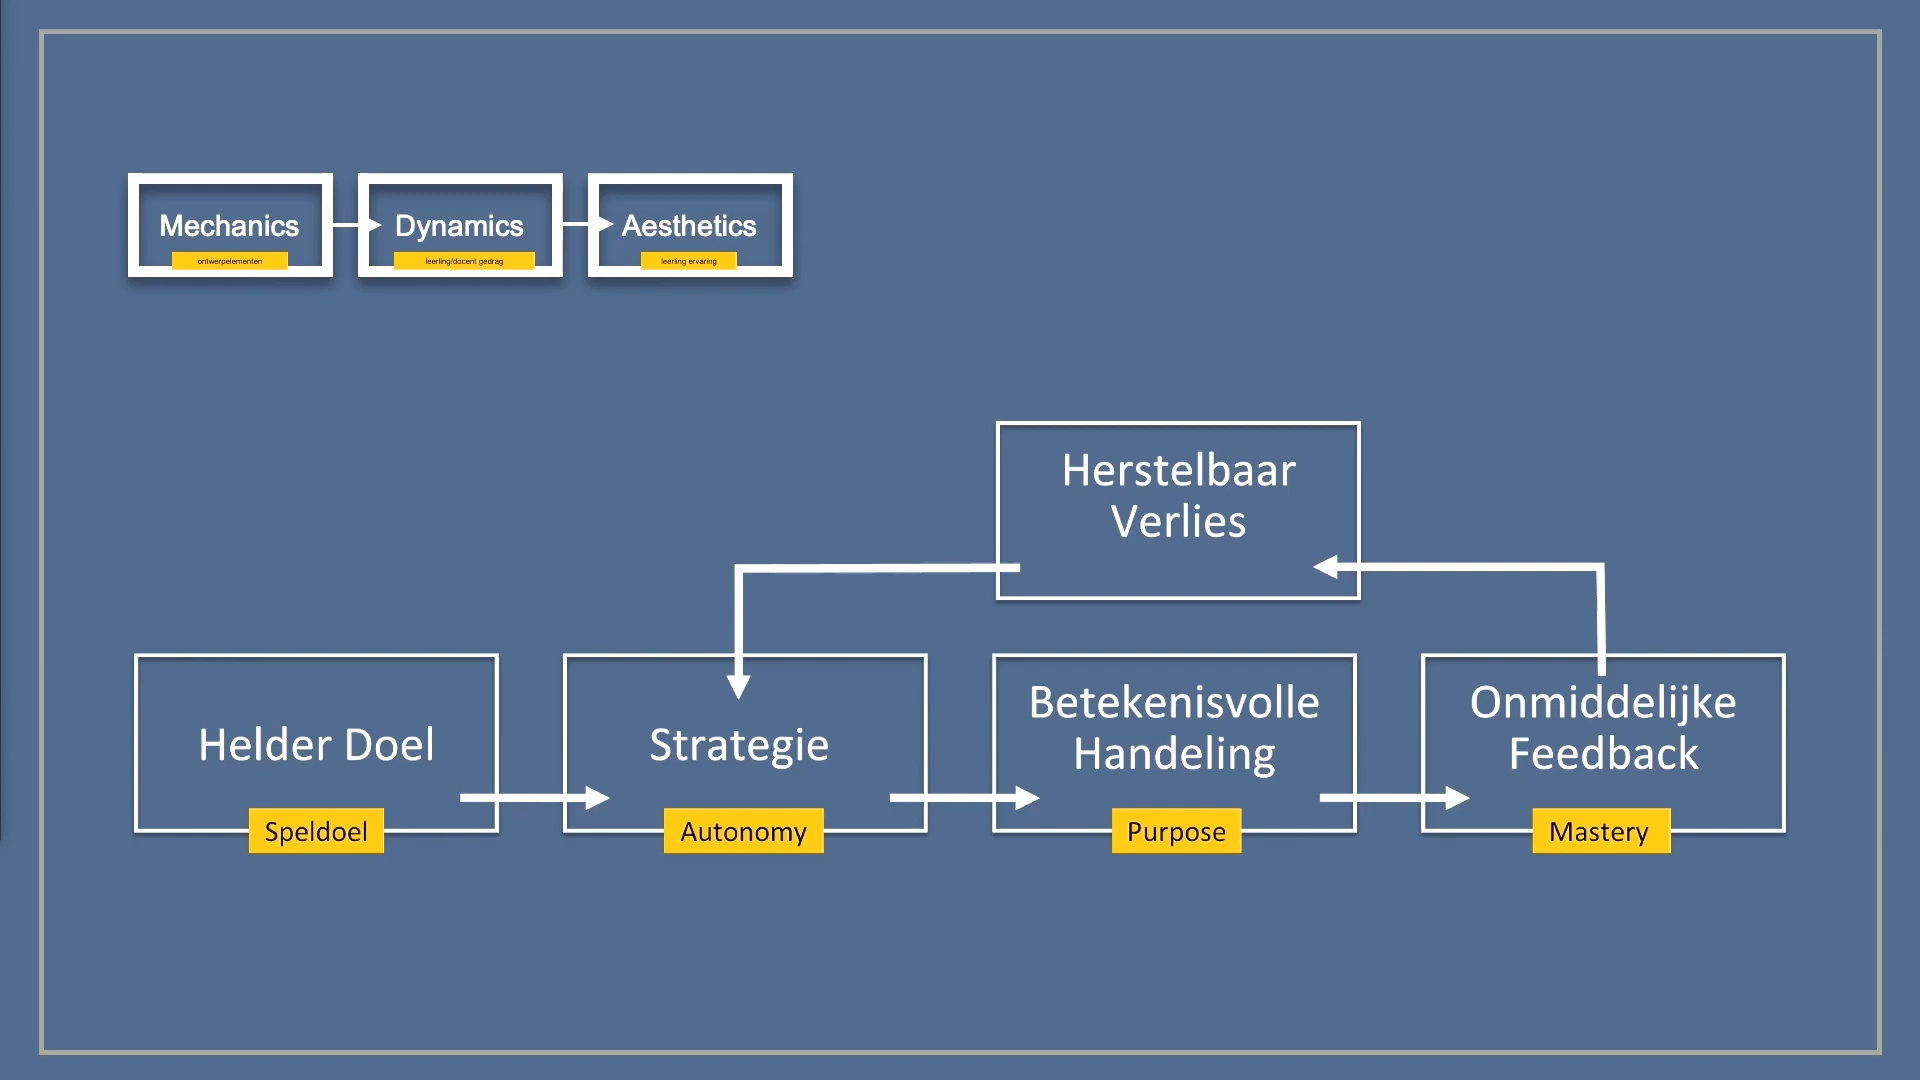 Mechanics
ontwerpelementen
Dynamics
leerling/docent gedrag
Aesthetics
leerling ervaring
Herstelbaar
Verlies
Helder Doel
Speldoel
Strategie
Autonomy
Betekenisvolle
Handeling
Purpose
Onmiddelijke
Feedback
Mastery